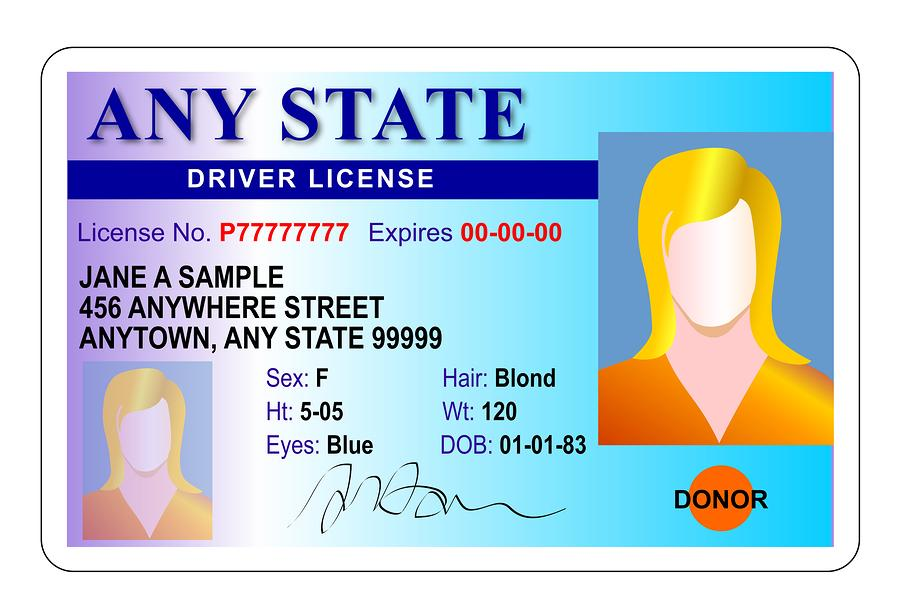 ANY STATE
DRIVER LICENSE
License No. P77777777 Expires 00-00-00
JANE A SAMPLE
456 ANYWHERE STREET
ANYTOWN, ANY STATE 99999
Sex: F Hair: Blond
Ht: 5-05 Wt: 120
Eyes: Blue DOB: 01-01-83
DONOR